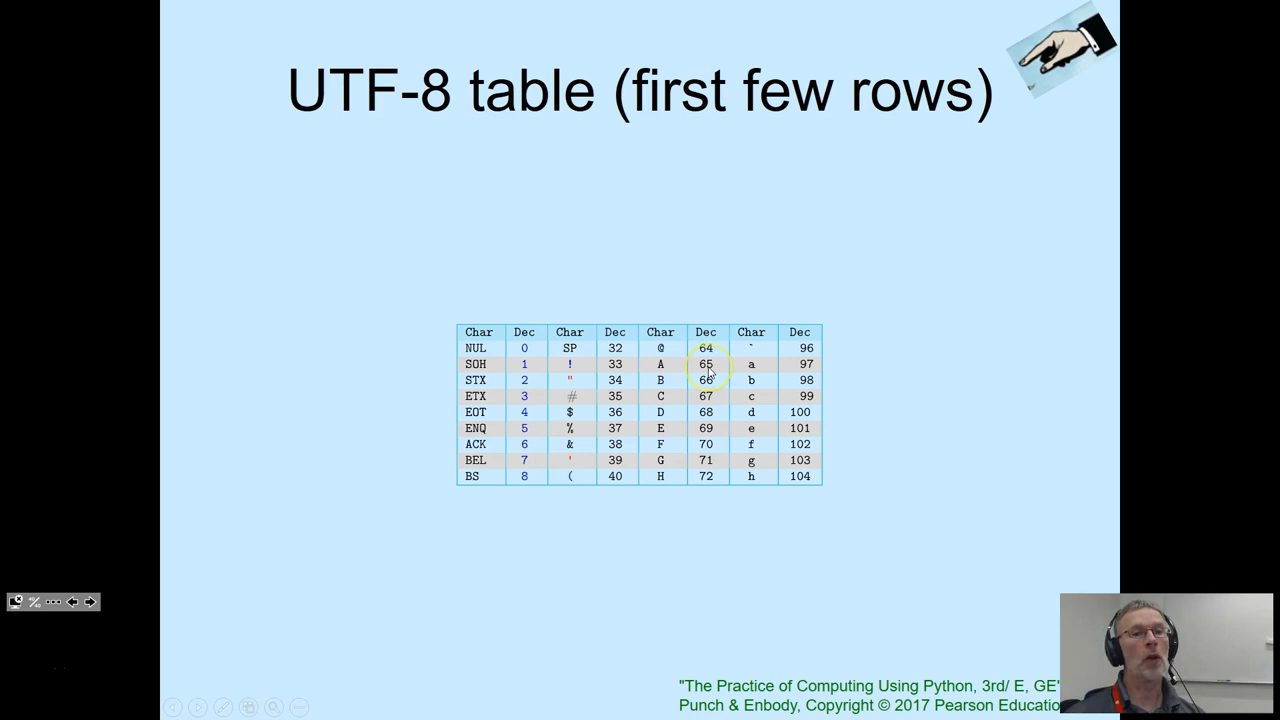 UTF-8 table (first few rows)
Char Dec Char Dec Char Dec Char Dec
NUL 0 SP 32 @ 64 ` 96
SOH 1 ! 33 A 65 a 97
STX 2 " 34 B 66 b 98
ETX 3 # 35 C 67 c 99
EOT 4 $ 36 D 68 d 100
ENQ 5 % 37 E 69 e 101
ACK 6 & 38 F 70 f 102
BEL 7 ' 39 G 71 g 103
BS 8 ( 40 H 72 h 104
"The Practice of Computing Using Python, 3rd/ E, GE"
Punch & Enbody, Copyright © 2017 Pearson Educatio